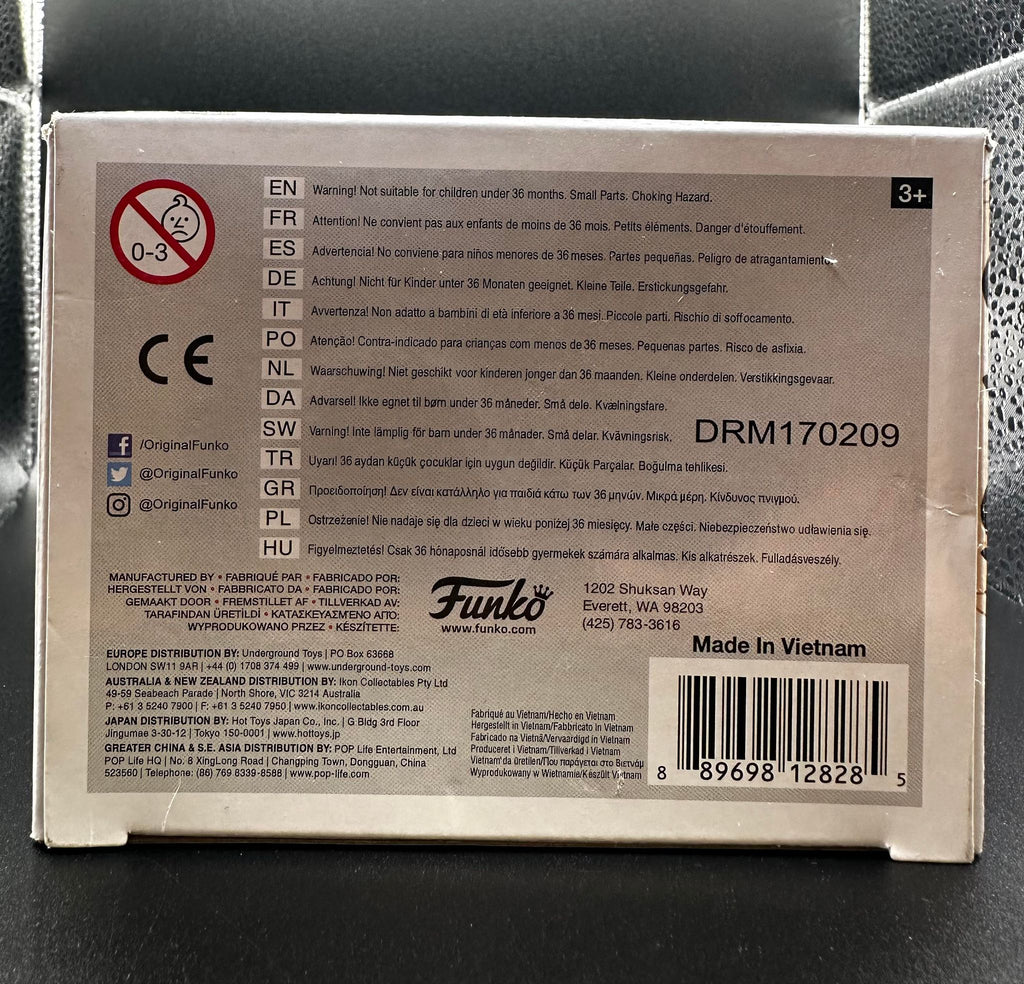 0-3
EN Warning! Not suitable for children under 36 months. Small Parts. Choking Hazard.
3+
FR Attention! Ne convient pas aux enfants de moins de 36 mois. Petits éléments. Danger d'étouffement.
ES Advertencia! No conviene para niños menores de 36 meses. Partes pequeñas. Peligro de atragantamiento.
DE Achtung! Nicht für Kinder unter 36 Monaten geeignet. Kleine Teile. Erstickungsgefahr.
IT Avvertenza! Non adatto a bambini di età inferiore a 36 mesi. Piccole parti. Rischio di soffocamento.
PO Atenção! Contra-indicado para crianças com menos de 36 meses. Pequenas partes. Risco de asfixia.
CE
NL Waarschuwing! Niet geschikt voor kinderen jonger dan 36 maanden. Kleine onderdelen. Verstikkingsgevaar.
DA Advarsel! Ikke egnet til børn under 36 måneder. Små dele. Kvælningsfare.
SW Varning! Inte lämplig för barn under 36 månader. Små delar. Kvävningsrisk.
DRM170209
TR Uyarı! 36 aydan küçük çocuklar için uygun değildir. Küçük Parçalar. Boğulma tehlikesi.
GR Προειδοποίηση! Δεν είναι κατάλληλο για παιδιά κάτω των 36 μηνών. Μικρά μέρη. Κίνδυνος πνιγμού.
PL Ostrzeżenie! Nie nadaje się dla dzieci w wieku poniżej 36 miesięcy. Małe części. Niebezpieczeństwo udławienia się.
HU Figyelmeztetés! Csak 36 hónaposnál idősebb gyermekek számára alkalmas. Kis alkatrészek. Fulladásveszély.
/OriginalFunko
@OriginalFunko
@OriginalFunko
MANUFACTURED BY • FABRIQUÉ PAR • FABRICADO POR:
HERGESTELLT VON • FABBRICATO DA • FABRICADO POR:
GEMAAKT DOOR • FREMSTILLET AF • TILLVERKAD AV:
TARAFINDAN ÜRETİLDİ • ΚΑΤΑΣΚΕΥΑΣΜΕΝΟ ΑΠΟ:
WYPRODUKOWANO PRZEZ • KÉSZÍTETTE:
Funko
www.funko.com
1202 Shuksan Way
Everett, WA 98203
(425) 783-3616
EUROPE DISTRIBUTION BY: Underground Toys | PO Box 63668
LONDON SW11 9AR | +44 (0) 1708 374 499 | www.underground-toys.com
AUSTRALIA & NEW ZEALAND DISTRIBUTION BY: Ikon Collectables Pty Ltd
49-59 Seabeach Parade | North Shore, VIC 3214 Australia
P: +61 3 5240 7900 | F: +61 3 5240 7950 | www.ikoncollectables.com.au
JAPAN DISTRIBUTION BY: Hot Toys Japan Co., Inc. | G Bldg 3rd Floor
Jingumae 3-30-12 | Tokyo 150-0001 | www.hottoys.jp
GREATER CHINA & S.E. ASIA DISTRIBUTION BY: POP Life Entertainment, Ltd
POP Life HQ | No. 8 XingLong Road | Changping Town, Dongguan, China
523560 | Telephone: (86) 769 8339-8588 | www.pop-life.com
Fabriqué au Vietnam/Hecho en Vietnam
Hergestellt in Vietnam/Fabbricato in Vietnam
Fabricado na Vietnã/Vervaardigd in Vietnam
Produceret i Vietnam/Tillverkad i Vietnam
Vietnam'da üretilen/Που παράγεται στο Βιετνάμ
Wyprodukowany w Wietnamie/Készült Vietnam
Made In Vietnam
8 89698 12828 5